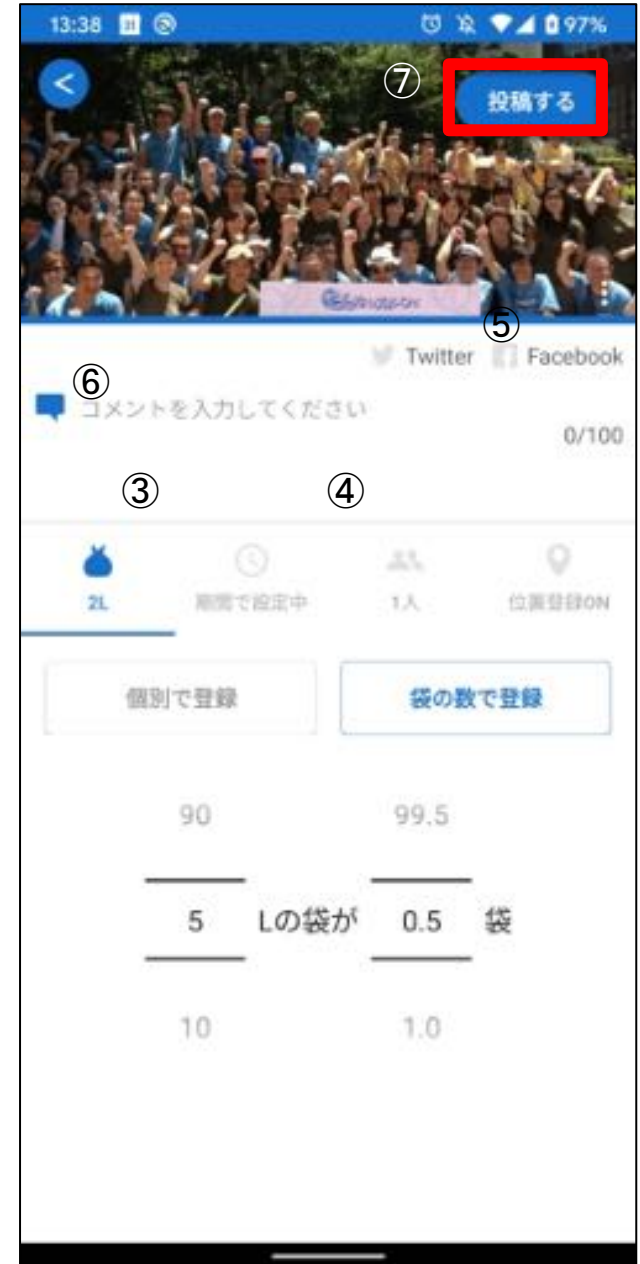 13:38 97%
⑦ 投稿する
⑤
Twitter Facebook
⑥
コメントを入力してください
0/100
③ ④
2L 期間で設定中 1人 位置登録ON
個別で登録 袋の数で登録
90 99.5
5 Lの袋が 0.5 袋
10 1.0